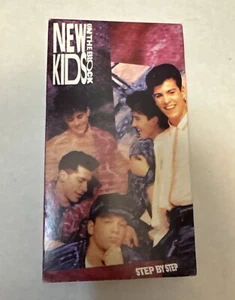 NEW
KIDS
ON THE BLOCK
STEP BY STEP